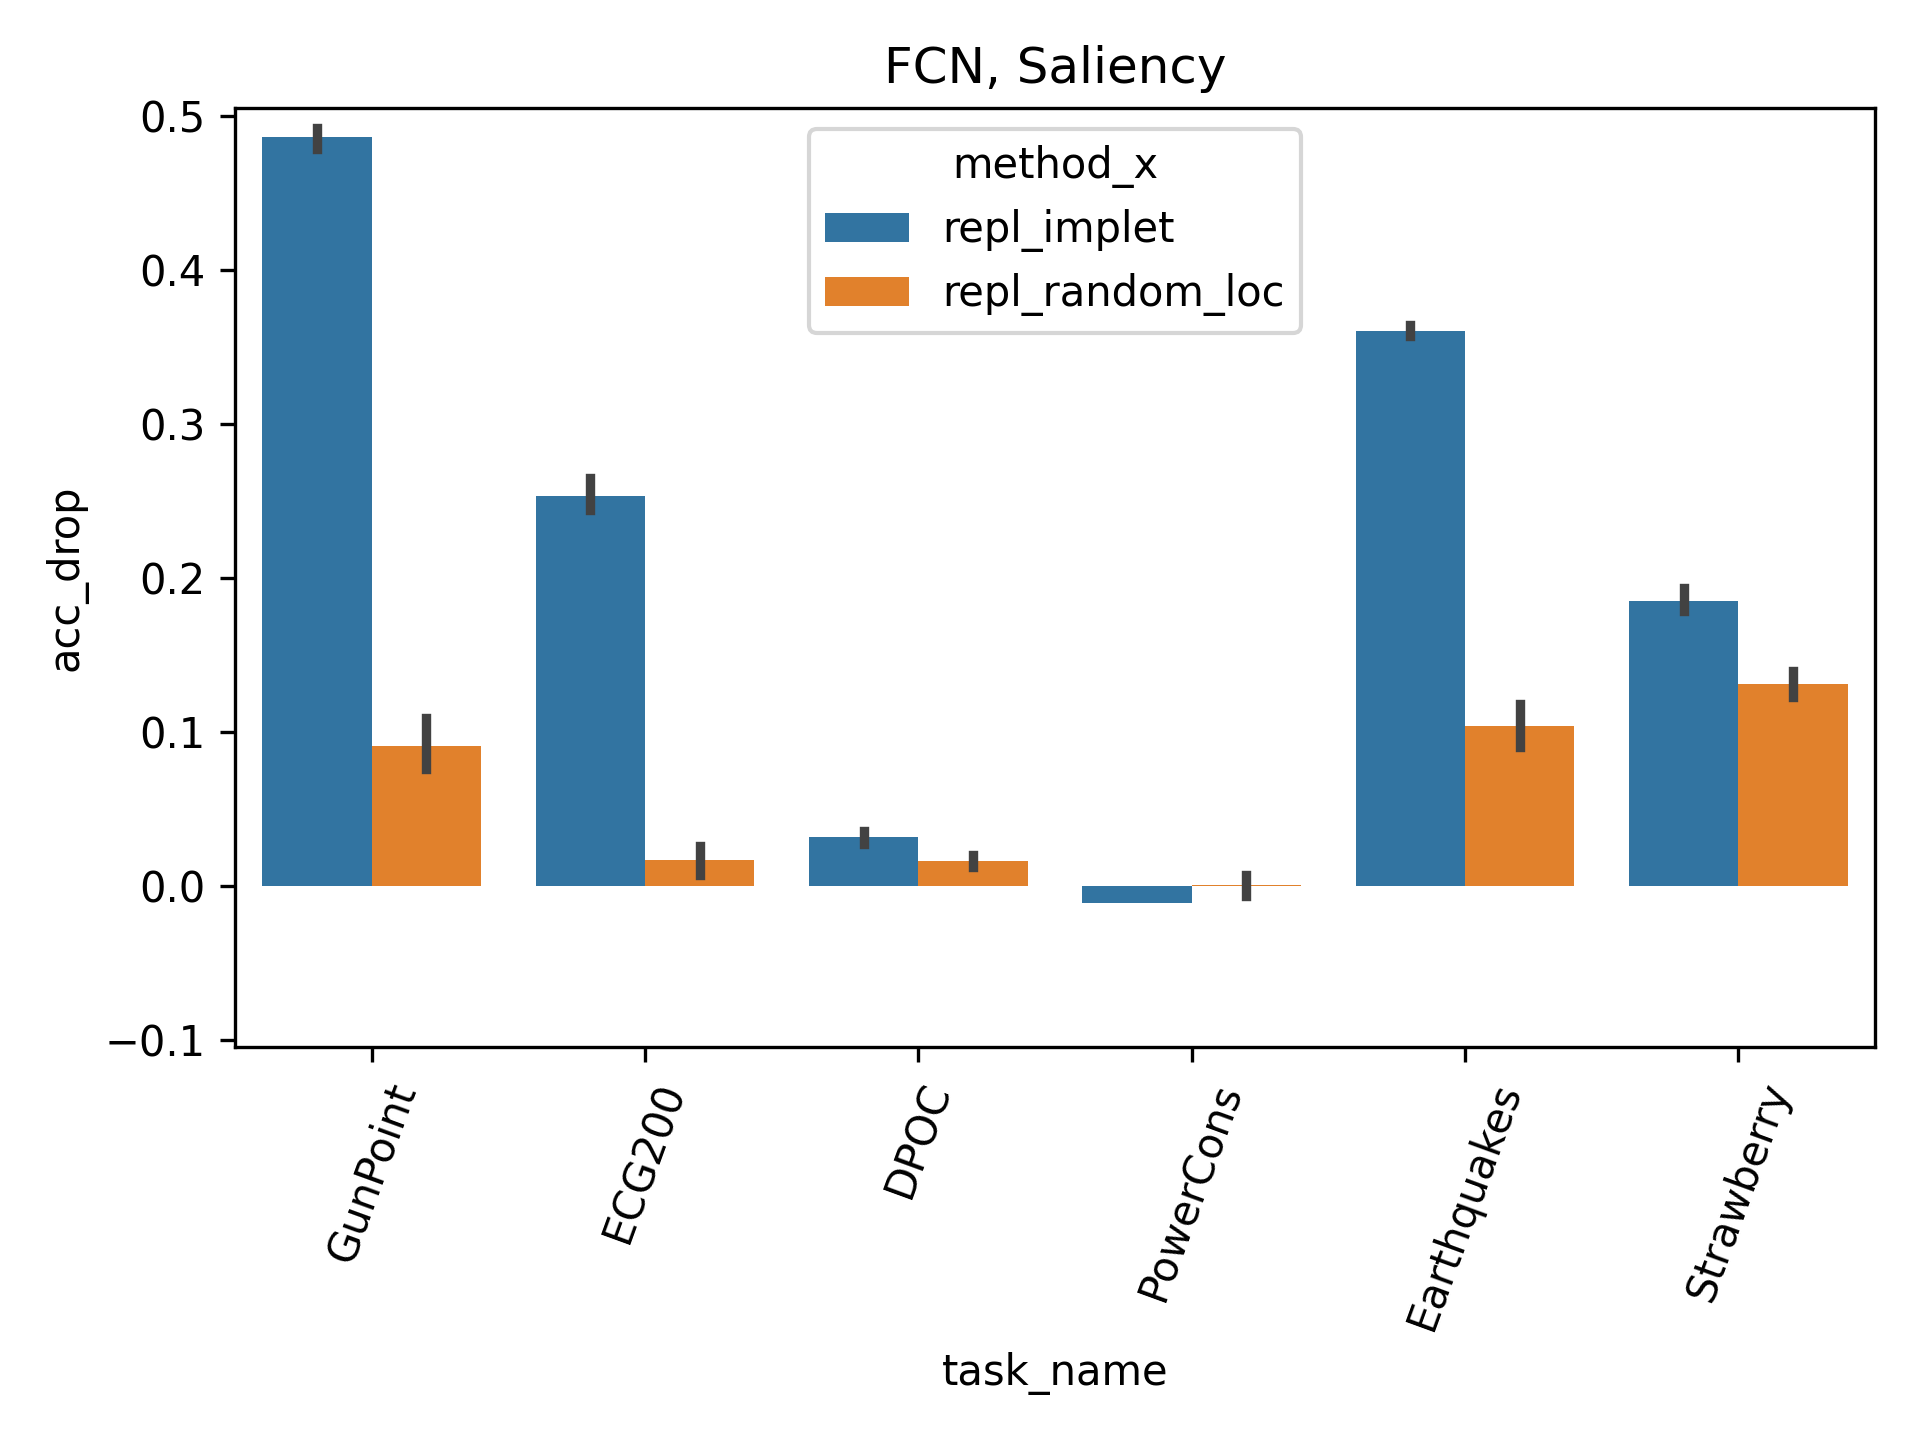 FCN, Saliency
method_x
repl_implet
repl_random_loc
acc_drop
0.5
0.4
0.3
0.2
0.1
0.0
−0.1
GunPoint
ECG200
DPOC
PowerCons
Earthquakes
Strawberry
task_name